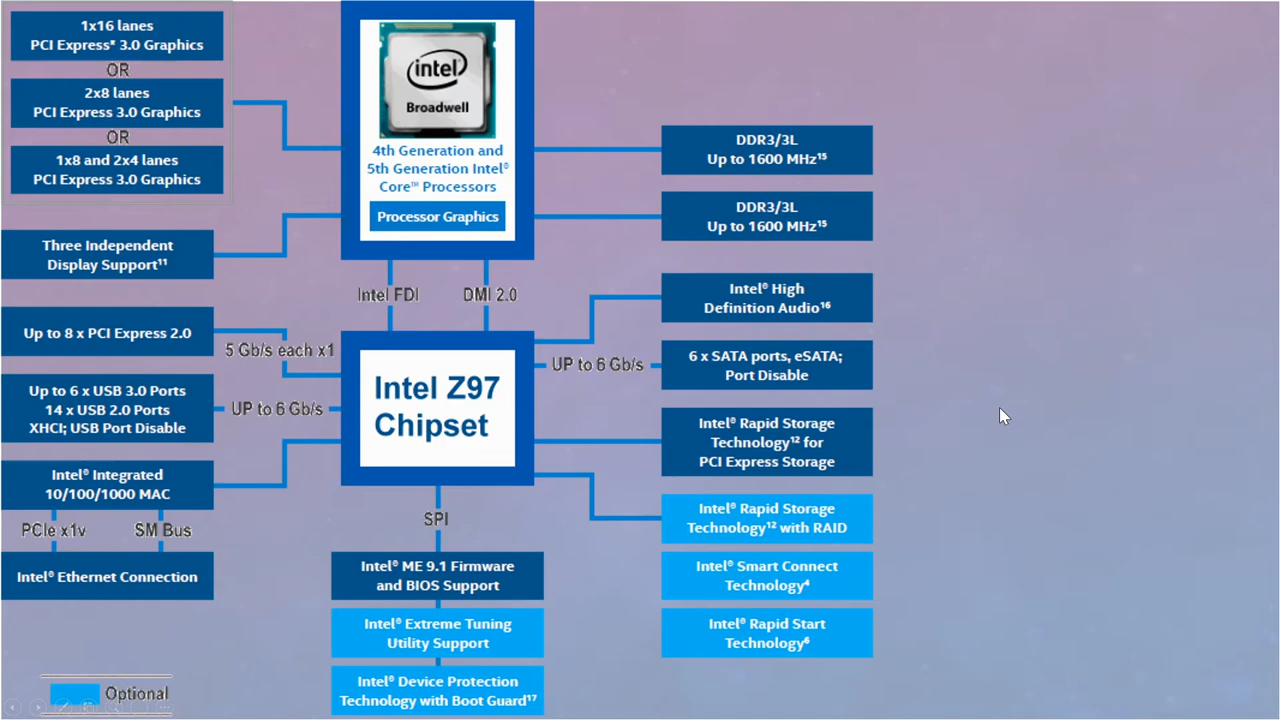 1x16 lanes
PCI Express* 3.0 Graphics
OR
2x8 lanes
PCI Express 3.0 Graphics
OR
1x8 and 2x4 lanes
PCI Express 3.0 Graphics
Three Independent
Display Support¹¹
Up to 8 x PCI Express 2.0
5 Gb/s each x1
Up to 6 x USB 3.0 Ports
14 x USB 2.0 Ports
XHCI; USB Port Disable
UP to 6 Gb/s
Intel® Integrated
10/100/1000 MAC
PCIe x1v
SM Bus
Intel® Ethernet Connection
Optional
intel
Broadwell
4th Generation and
5th Generation Intel®
Core™ Processors
Processor Graphics
Intel FDI
DMI 2.0
Intel Z97
Chipset
SPI
Intel® ME 9.1 Firmware
and BIOS Support
Intel® Extreme Tuning
Utility Support
Intel® Device Protection
Technology with Boot Guard¹⁷
DDR3/3L
Up to 1600 MHz¹⁵
DDR3/3L
Up to 1600 MHz¹⁵
Intel® High
Definition Audio¹⁶
UP to 6 Gb/s
6 x SATA ports, eSATA;
Port Disable
Intel® Rapid Storage
Technology¹² for
PCI Express Storage
Intel® Rapid Storage
Technology¹² with RAID
Intel® Smart Connect
Technology⁴
Intel® Rapid Start
Technology⁶